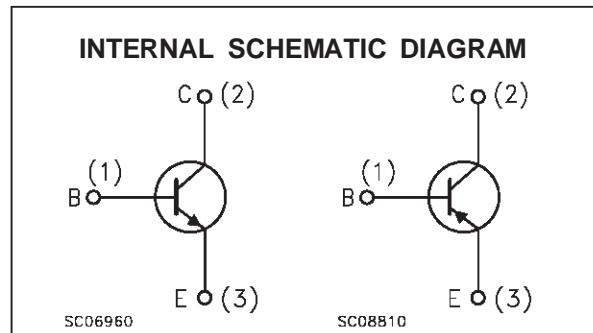 INTERNAL SCHEMATIC DIAGRAM
C (2) C (2)
(1) (1)
B B
E (3) E (3)
SC06960 SC08810